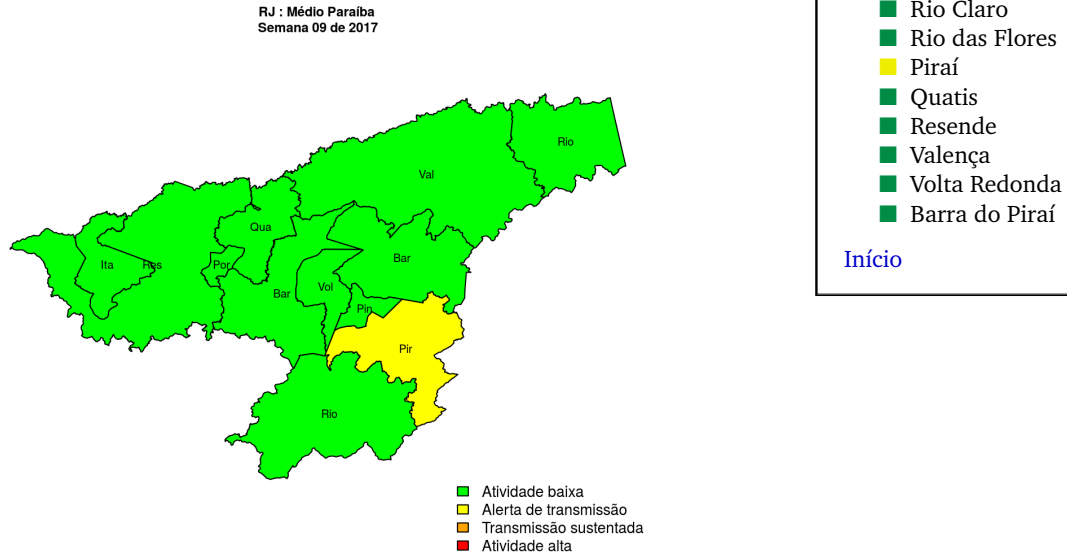 RJ : Médio Paraíba
Semana 09 de 2017
Rio
Val
Qua
Ita
Res
Por
Bar
Bar
Vol
Pin
Pir
Rio
Atividade baixa
Alerta de transmissão
Transmissão sustentada
Atividade alta
Rio Claro
Rio das Flores
Piraí
Quatis
Resende
Valença
Volta Redonda
Barra do Piraí
Início